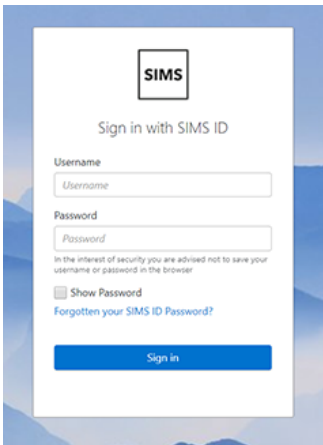 SIMS
Sign in with SIMS ID
Username
Username
Password
Password
In the interest of security you are advised not to save your
username or password in the browser
Show Password
Forgotten your SIMS ID Password?
Sign in